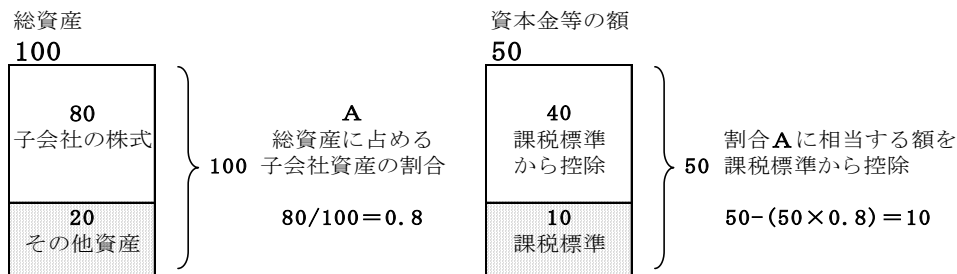 総資産
100
80
子会社の株式
20
その他資産
100
A
総資産に占める
子会社資産の割合
80/100＝0.8
資本金等の額
50
40
課税標準
から控除
10
課税標準
50
割合Aに相当する額を
課税標準から控除
50-(50×0.8)＝10